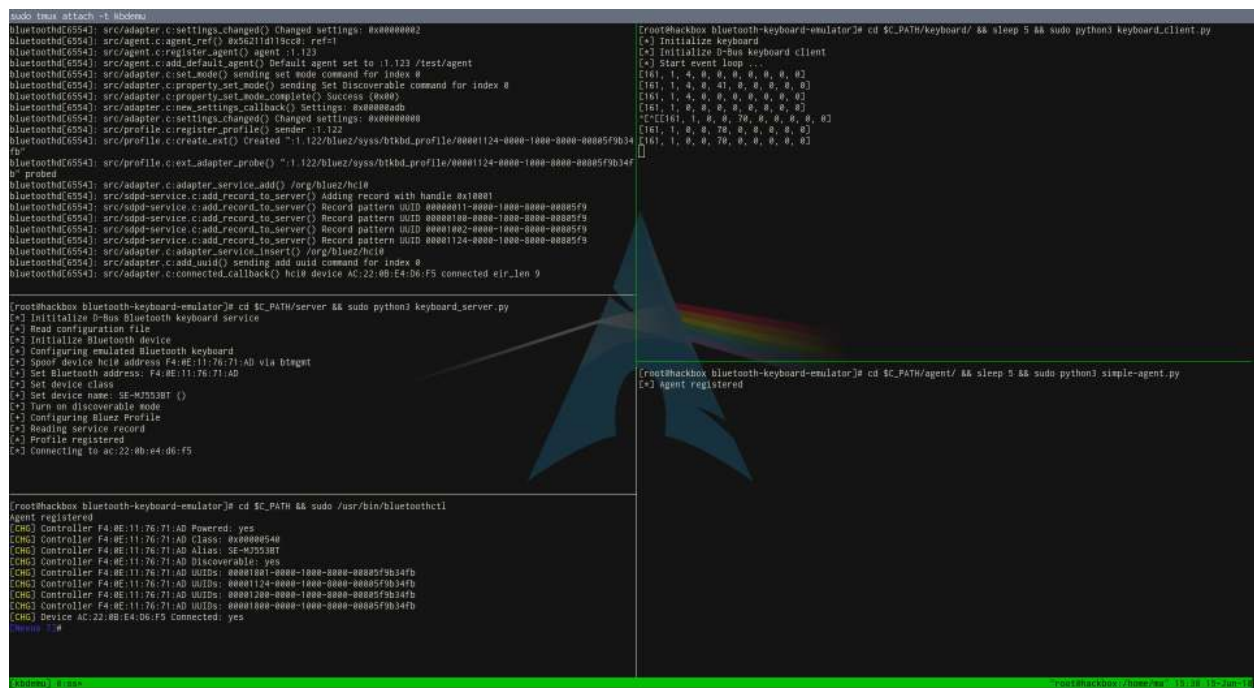 sudo tmux attach -t kbdemu
bluetoothd[6554]: src/adapter.c:settings_changed() Changed settings: 0x00000002
bluetoothd[6554]: src/agent.c:agent_ref() 0x56211d119cc0: ref=1
bluetoothd[6554]: src/agent.c:register_agent() agent :1.123
bluetoothd[6554]: src/agent.c:add_default_agent() Default agent set to :1.123 /test/agent
bluetoothd[6554]: src/adapter.c:set_mode() sending set mode command for index 0
bluetoothd[6554]: src/adapter.c:property_set_mode() sending Set Discoverable command for index 0
bluetoothd[6554]: src/adapter.c:property_set_mode_complete() Success (0x00)
bluetoothd[6554]: src/adapter.c:new_settings_callback() Settings: 0x00000adb
bluetoothd[6554]: src/adapter.c:settings_changed() Changed settings: 0x00000008
bluetoothd[6554]: src/profile.c:register_profile() sender :1.122
bluetoothd[6554]: src/profile.c:create_ext() Created ":1.122/bluez/syss/btkbd_profile/00001124-0000-1000-8000-00805f9b34
fb"
bluetoothd[6554]: src/profile.c:ext_adapter_probe() ":1.122/bluez/syss/btkbd_profile/00001124-0000-1000-8000-00805f9b34f
b" probed
bluetoothd[6554]: src/adapter.c:adapter_service_add() /org/bluez/hci0
bluetoothd[6554]: src/sdpd-service.c:add_record_to_server() Adding record with handle 0x10001
bluetoothd[6554]: src/sdpd-service.c:add_record_to_server() Record pattern UUID 00000011-0000-1000-8000-00805f9
bluetoothd[6554]: src/sdpd-service.c:add_record_to_server() Record pattern UUID 00000100-0000-1000-8000-00805f9
bluetoothd[6554]: src/sdpd-service.c:add_record_to_server() Record pattern UUID 00001002-0000-1000-8000-00805f9
bluetoothd[6554]: src/sdpd-service.c:add_record_to_server() Record pattern UUID 00001124-0000-1000-8000-00805f9
bluetoothd[6554]: src/adapter.c:adapter_service_insert() /org/bluez/hci0
bluetoothd[6554]: src/adapter.c:add_uuid() sending add uuid command for index 0
bluetoothd[6554]: src/adapter.c:connected_callback() hci0 device AC:22:0B:E4:D6:F5 connected eir_len 9
[root@hackbox bluetooth-keyboard-emulator]# cd $C_PATH/server && sudo python3 keyboard_server.py
[*] Inititalize D-Bus Bluetooth keyboard service
[*] Read configuration file
[*] Initialize Bluetooth device
[*] Configuring emulated Bluetooth keyboard
[+] Spoof device hci0 address F4:0E:11:76:71:AD via btmgmt
[+] Set Bluetooth address: F4:0E:11:76:71:AD
[+] Set device class
[+] Set device name: SE-MJ553BT ()
[+] Turn on discoverable mode
[+] Configuring Bluez Profile
[+] Reading service record
[*] Profile registered
[*] Connecting to ac:22:0b:e4:d6:f5
[root@hackbox bluetooth-keyboard-emulator]# cd $C_PATH && sudo /usr/bin/bluetoothctl
Agent registered
[CHG] Controller F4:0E:11:76:71:AD Powered: yes
[CHG] Controller F4:0E:11:76:71:AD Class: 0x00000540
[CHG] Controller F4:0E:11:76:71:AD Alias: SE-MJ553BT
[CHG] Controller F4:0E:11:76:71:AD Discoverable: yes
[CHG] Controller F4:0E:11:76:71:AD UUIDs: 00001801-0000-1000-8000-00805f9b34fb
[CHG] Controller F4:0E:11:76:71:AD UUIDs: 00001124-0000-1000-8000-00805f9b34fb
[CHG] Controller F4:0E:11:76:71:AD UUIDs: 00001200-0000-1000-8000-00805f9b34fb
[CHG] Controller F4:0E:11:76:71:AD UUIDs: 00001800-0000-1000-8000-00805f9b34fb
[CHG] Device AC:22:0B:E4:D6:F5 Connected: yes
[Nexus 7]#
[root@hackbox bluetooth-keyboard-emulator]# cd $C_PATH/keyboard/ && sleep 5 && sudo python3 keyboard_client.py
[*] Initialize keyboard
[*] Initialize D-Bus keyboard client
[*] Start event loop ...
[161, 1, 4, 0, 0, 0, 0, 0, 0, 0]
[161, 1, 4, 0, 41, 0, 0, 0, 0, 0]
[161, 1, 4, 0, 0, 0, 0, 0, 0, 0]
[161, 1, 0, 0, 0, 0, 0, 0, 0, 0]
^[^[[161, 1, 0, 0, 70, 0, 0, 0, 0, 0]
[161, 1, 0, 0, 70, 0, 0, 0, 0, 0]
[161, 1, 0, 0, 70, 0, 0, 0, 0, 0]
[root@hackbox bluetooth-keyboard-emulator]# cd $C_PATH/agent/ && sleep 5 && sudo python3 simple-agent.py
[*] Agent registered
[kbdemu] "root@hackbox:/home/ma" 15:38 15-Jun-18